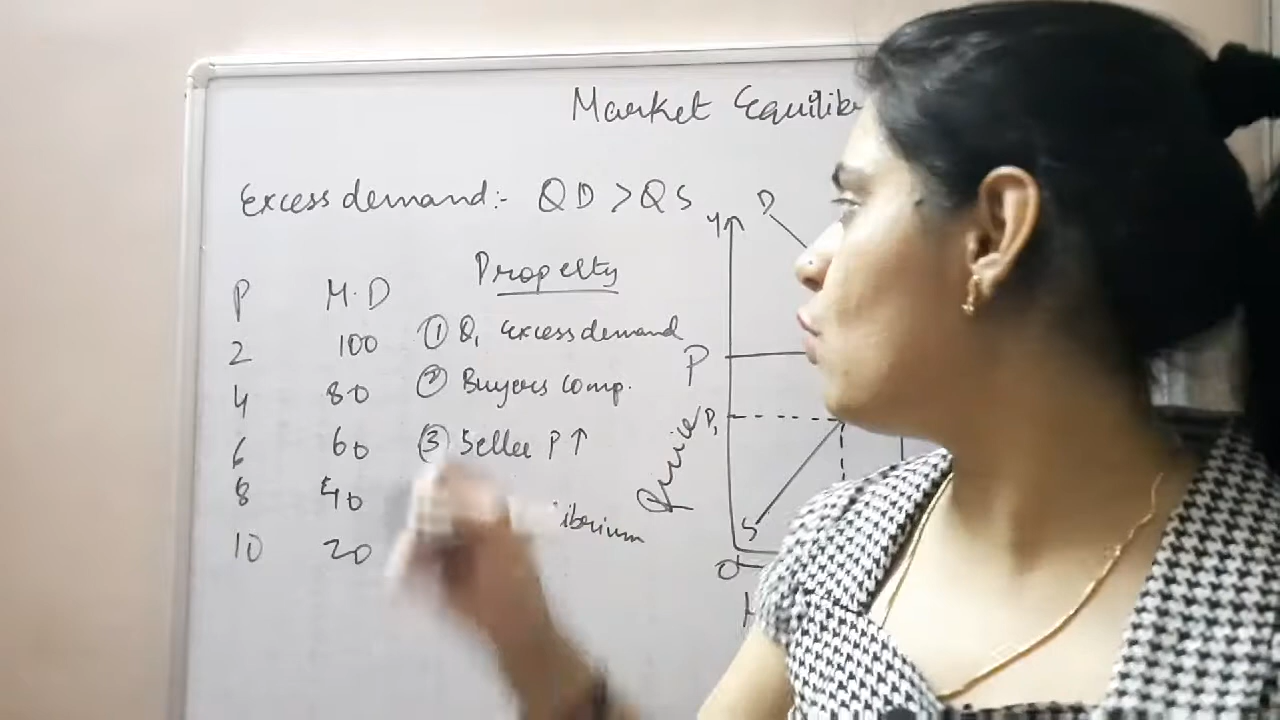 Market Equilib
Excess demand:- QD > QS
Property
P M.D
2 100
4 80
6 60
8 40
10 20
① Q, Excess demand
② Buyers comp.
③ Seller P ↑
ibrium
Y D
P
P₁
Price
S
O